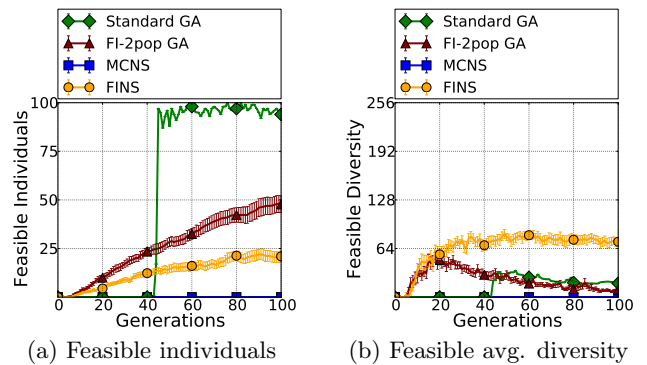 Standard GA
FI-2pop GA
MCNS
FINS
100
75
50
25
0
20
40
60
80
100
Feasible Individuals
Generations
(a) Feasible individuals
Standard GA
FI-2pop GA
MCNS
FINS
256
192
128
64
0
20
40
60
80
100
Feasible Diversity
Generations
(b) Feasible avg. diversity